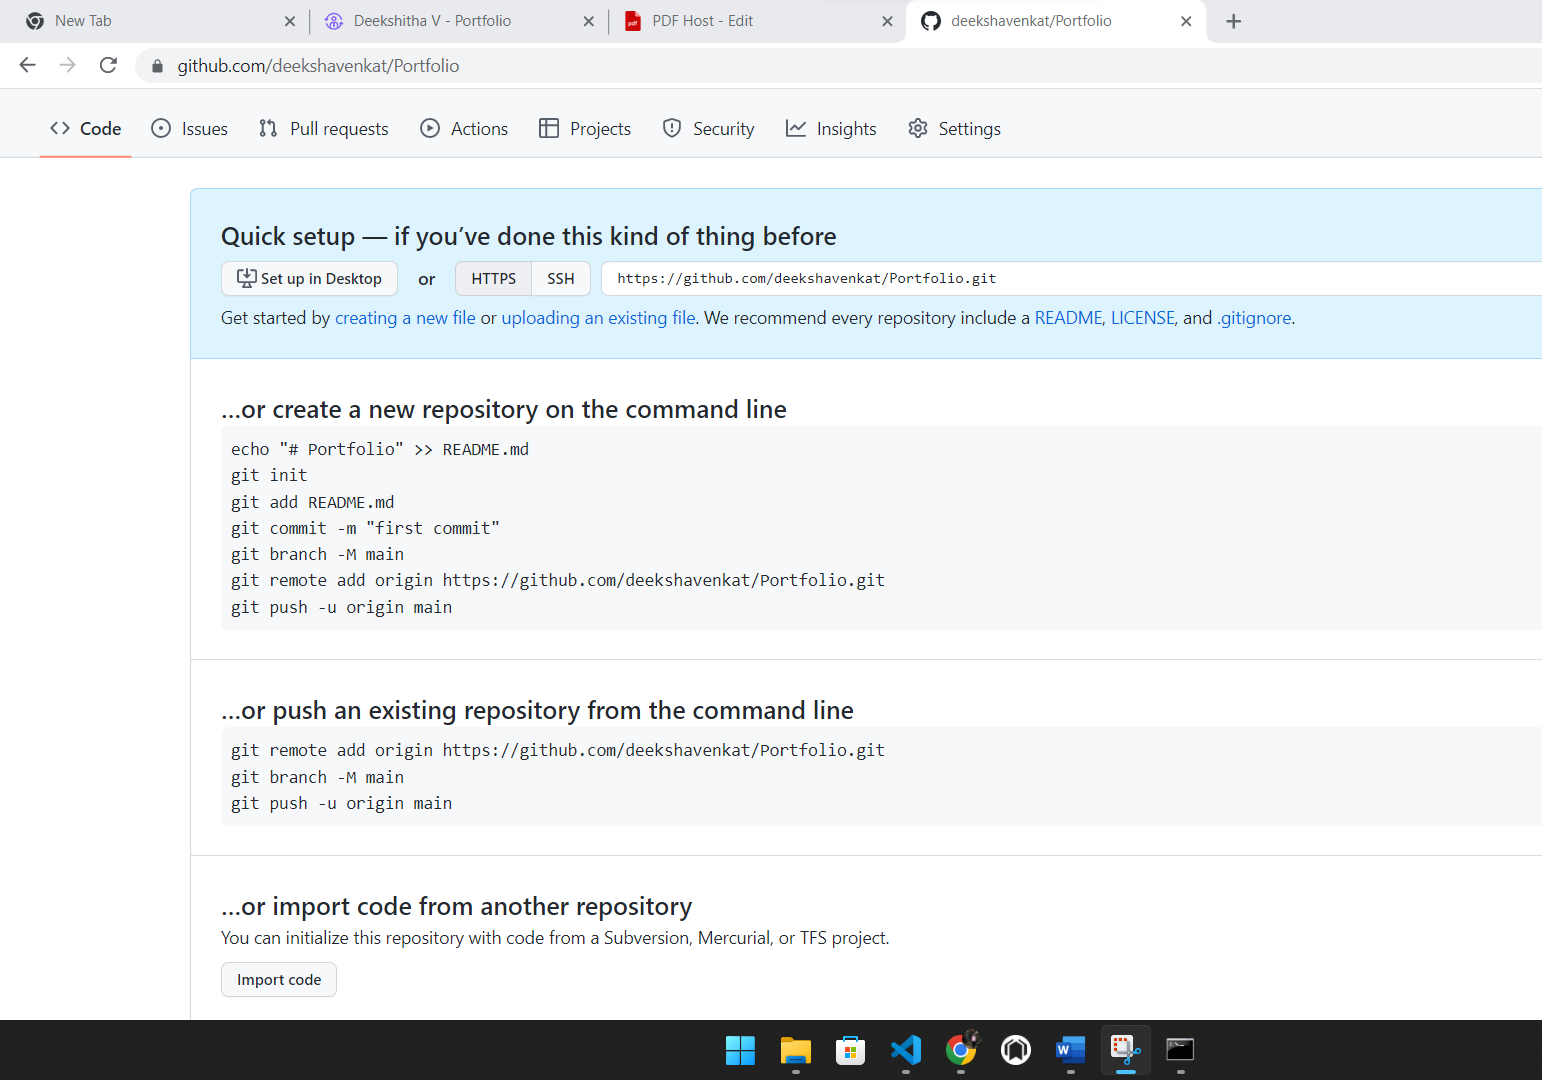 New Tab
Deekshitha V - Portfolio
PDF Host - Edit
deekshavenkat/Portfolio
github.com/deekshavenkat/Portfolio
Code
Issues
Pull requests
Actions
Projects
Security
Insights
Settings
Quick setup — if you’ve done this kind of thing before
Set up in Desktop or HTTPS SSH https://github.com/deekshavenkat/Portfolio.git
Get started by creating a new file or uploading an existing file. We recommend every repository include a README, LICENSE, and .gitignore.
…or create a new repository on the command line
echo "# Portfolio" >> README.md
git init
git add README.md
git commit -m "first commit"
git branch -M main
git remote add origin https://github.com/deekshavenkat/Portfolio.git
git push -u origin main
…or push an existing repository from the command line
git remote add origin https://github.com/deekshavenkat/Portfolio.git
git branch -M main
git push -u origin main
…or import code from another repository
You can initialize this repository with code from a Subversion, Mercurial, or TFS project.
Import code